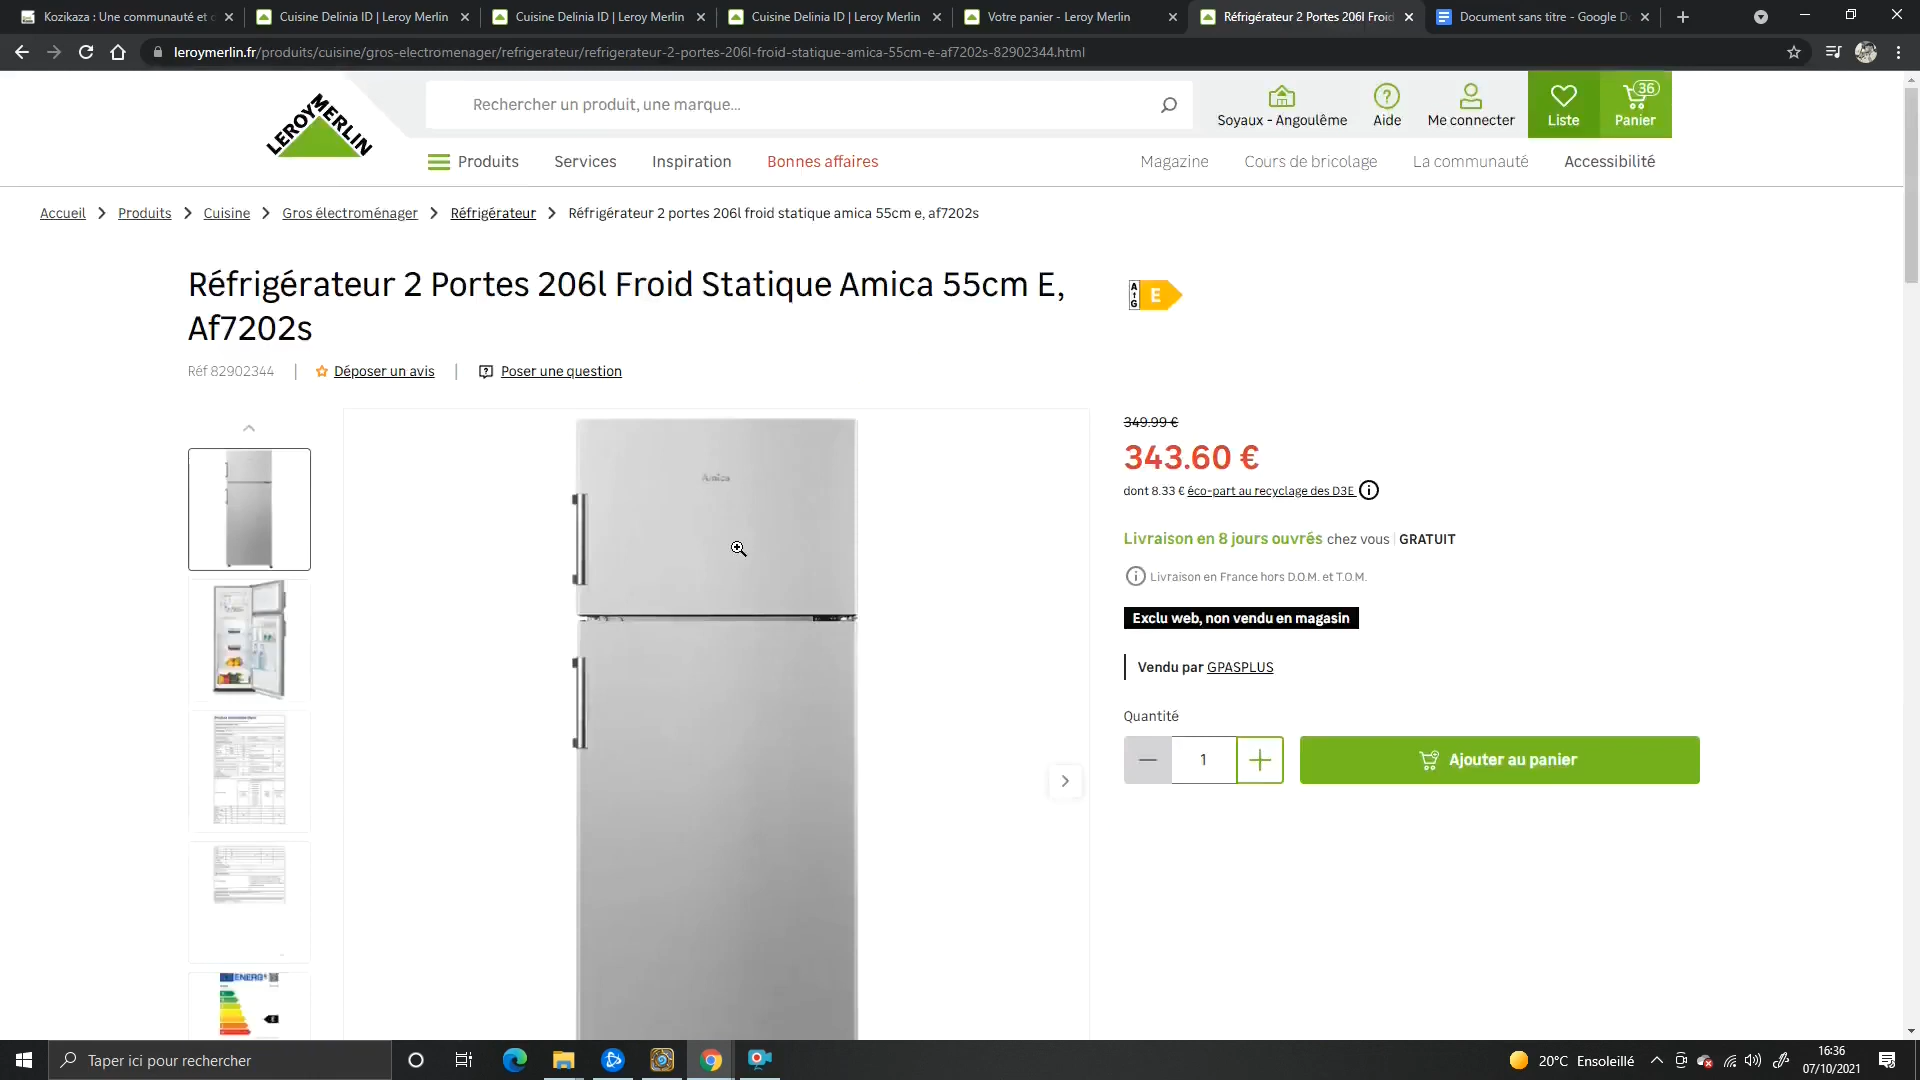 Kozikaza : Une communauté et
Cuisine Delinia ID | Leroy Merlin
Cuisine Delinia ID | Leroy Merlin
Cuisine Delinia ID | Leroy Merlin
Votre panier - Leroy Merlin
Réfrigérateur 2 Portes 206l Froid
Document sans titre - Google D
leroymerlin.fr/produits/cuisine/gros-electromenager/refrigerateur/refrigerateur-2-portes-206l-froid-statique-amica-55cm-e-af7202s-82902344.html
LEROY MERLIN
Rechercher un produit, une marque...
Soyaux - Angoulême
Aide
Me connecter
Liste
36
Panier
Produits
Services
Inspiration
Bonnes affaires
Magazine
Cours de bricolage
La communauté
Accessibilité
Accueil > Produits > Cuisine > Gros électroménager > Réfrigérateur > Réfrigérateur 2 portes 206l froid statique amica 55cm e, af7202s
Réfrigérateur 2 Portes 206l Froid Statique Amica 55cm E,
Af7202s
A
G
E
Réf 82902344 | Déposer un avis | Poser une question
Amica
349.99 €
343.60 €
dont 8.33 € éco-part au recyclage des D3E
Livraison en 8 jours ouvrés chez vous | GRATUIT
Livraison en France hors D.O.M. et T.O.M.
Exclu web, non vendu en magasin
Vendu par GPASPLUS
Quantité
1
Ajouter au panier
ENERG
Taper ici pour rechercher
20°C Ensoleillé
16:36
07/10/2021